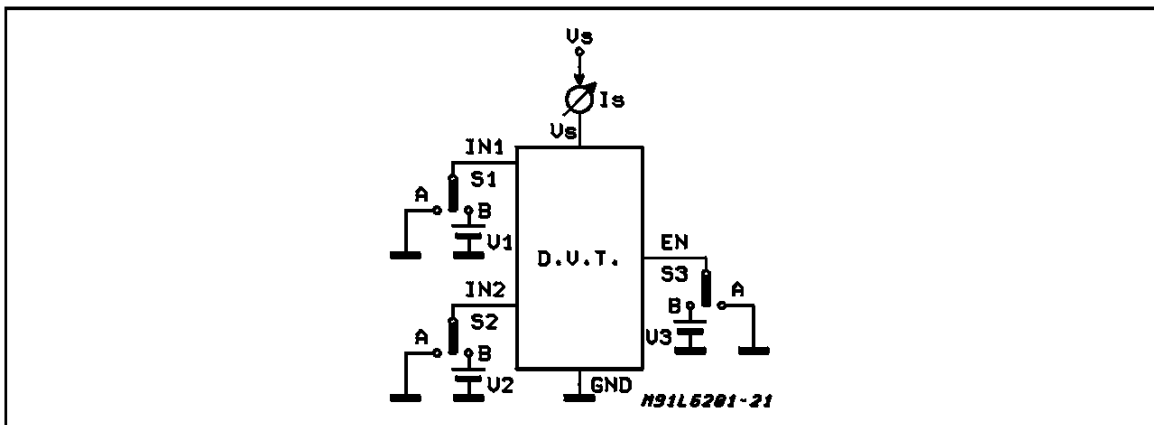 Vs
Is
Vs
IN1
S1
A
B
V1
D.U.T.
EN
S3
A
B
V3
IN2
S2
A
B
V2
GND
M91L6201-21